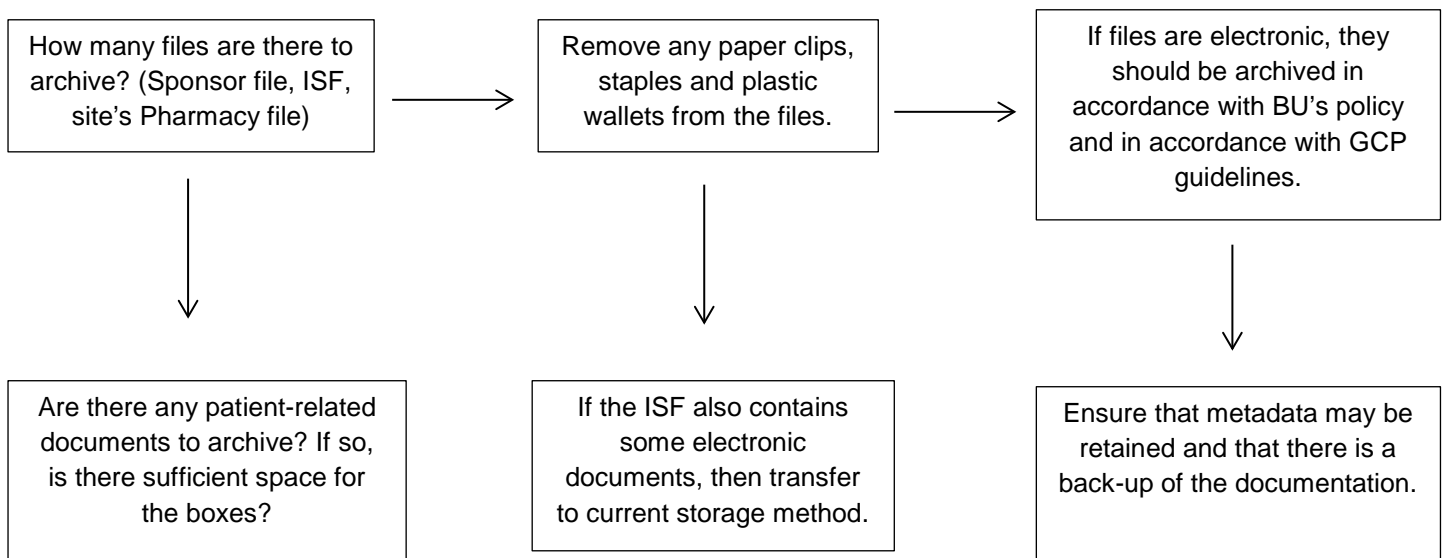 How many files are there to
archive? (Sponsor file, ISF,
site's Pharmacy file)
Remove any paper clips,
staples and plastic
wallets from the files.
If files are electronic, they
should be archived in
accordance with BU's policy
and in accordance with GCP
guidelines.
Are there any patient-related
documents to archive? If so,
is there sufficient space for
the boxes?
If the ISF also contains
some electronic
documents, then transfer
to current storage method.
Ensure that metadata may be
retained and that there is a
back-up of the documentation.